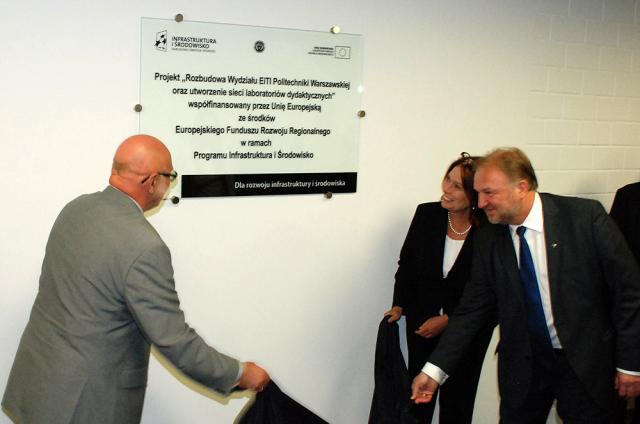 INFRASTRUKTURA
I ŚRODOWISKO
Projekt „Rozbudowa Wydziału EiTI Politechniki Warszawskiej
oraz utworzenie sieci laboratoriów dydaktycznych”
współfinansowany przez Unię Europejską
ze środków
Europejskiego Funduszu Rozwoju Regionalnego
w ramach
Programu Infrastruktura i Środowisko
Dla rozwoju infrastruktury i środowiska